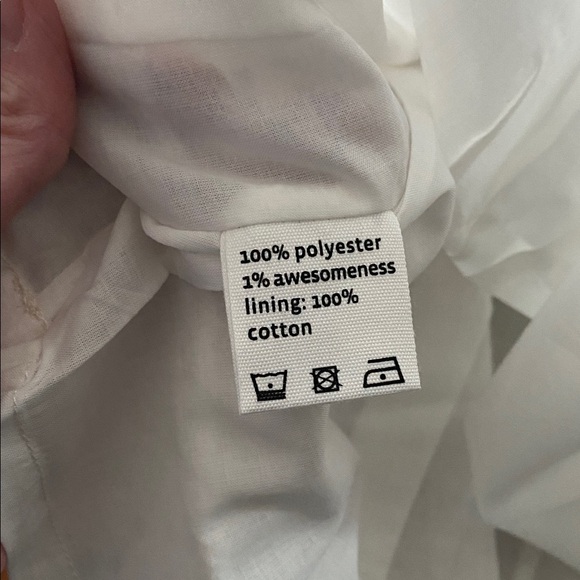 100% polyester
1% awesomeness
lining: 100%
cotton